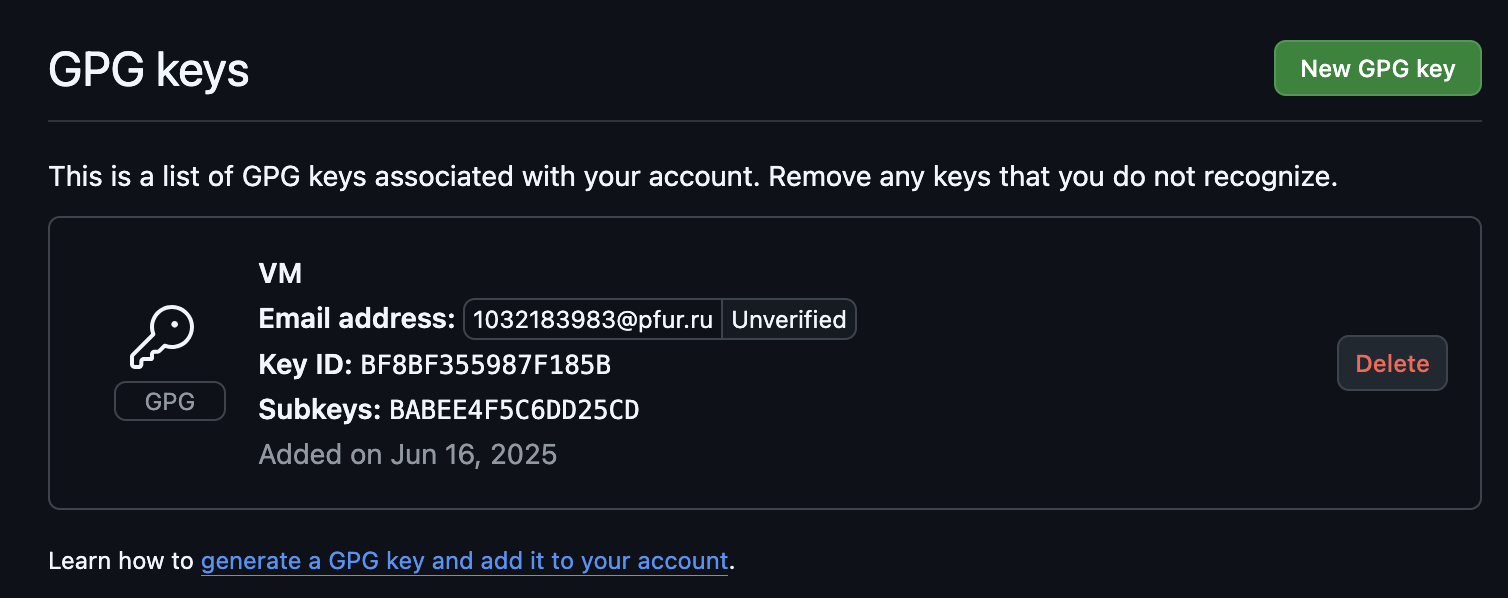 GPG keys
New GPG key
This is a list of GPG keys associated with your account. Remove any keys that you do not recognize.
VM
Email address: 1032183983@pfur.ru Unverified
Key ID: BF8BF355987F185B
GPG
Subkeys: BABEE4F5C6DD25CD
Added on Jun 16, 2025
Delete
Learn how to generate a GPG key and add it to your account.